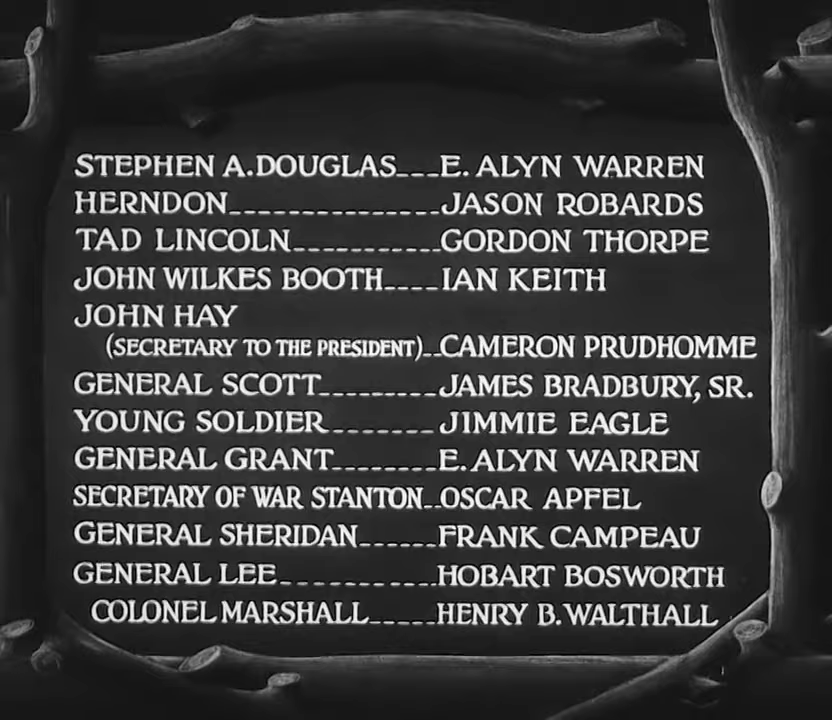 STEPHEN A. DOUGLAS___E. ALYN WARREN
HERNDON_______________JASON ROBARDS
TAD LINCOLN___________GORDON THORPE
JOHN WILKES BOOTH____IAN KEITH
JOHN HAY
(SECRETARY TO THE PRESIDENT)__CAMERON PRUDHOMME
GENERAL SCOTT_________JAMES BRADBURY, SR.
YOUNG SOLDIER_______JIMMIE EAGLE
GENERAL GRANT________E. ALYN WARREN
SECRETARY OF WAR STANTON__OSCAR APFEL
GENERAL SHERIDAN______FRANK CAMPEAU
GENERAL LEE____________HOBART BOSWORTH
COLONEL MARSHALL_____HENRY B. WALTHALL